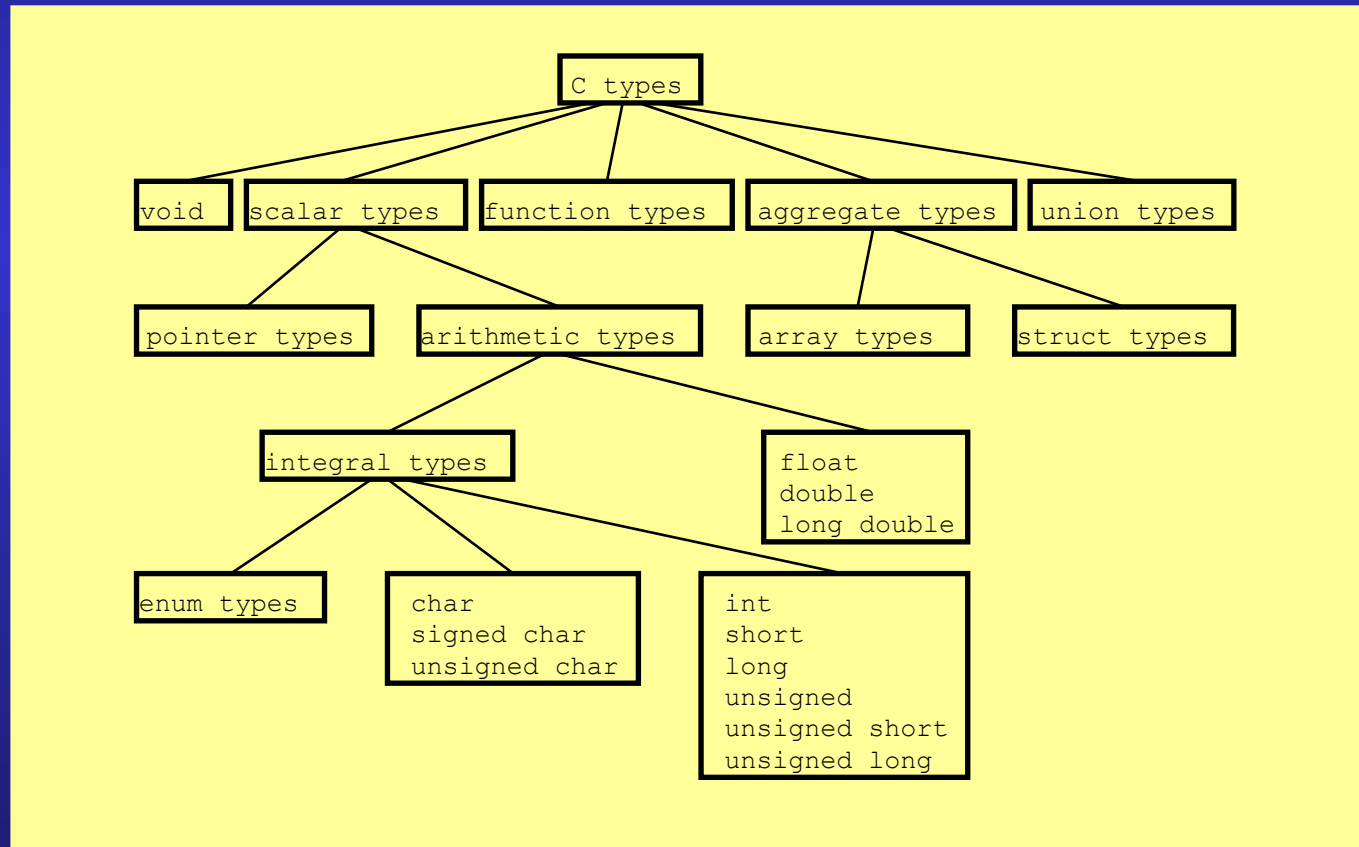 C types
void
scalar types
function types
aggregate types
union types
pointer types
arithmetic types
array types
struct types
integral types
float
double
long double
enum types
char
signed char
unsigned char
int
short
long
unsigned
unsigned short
unsigned long